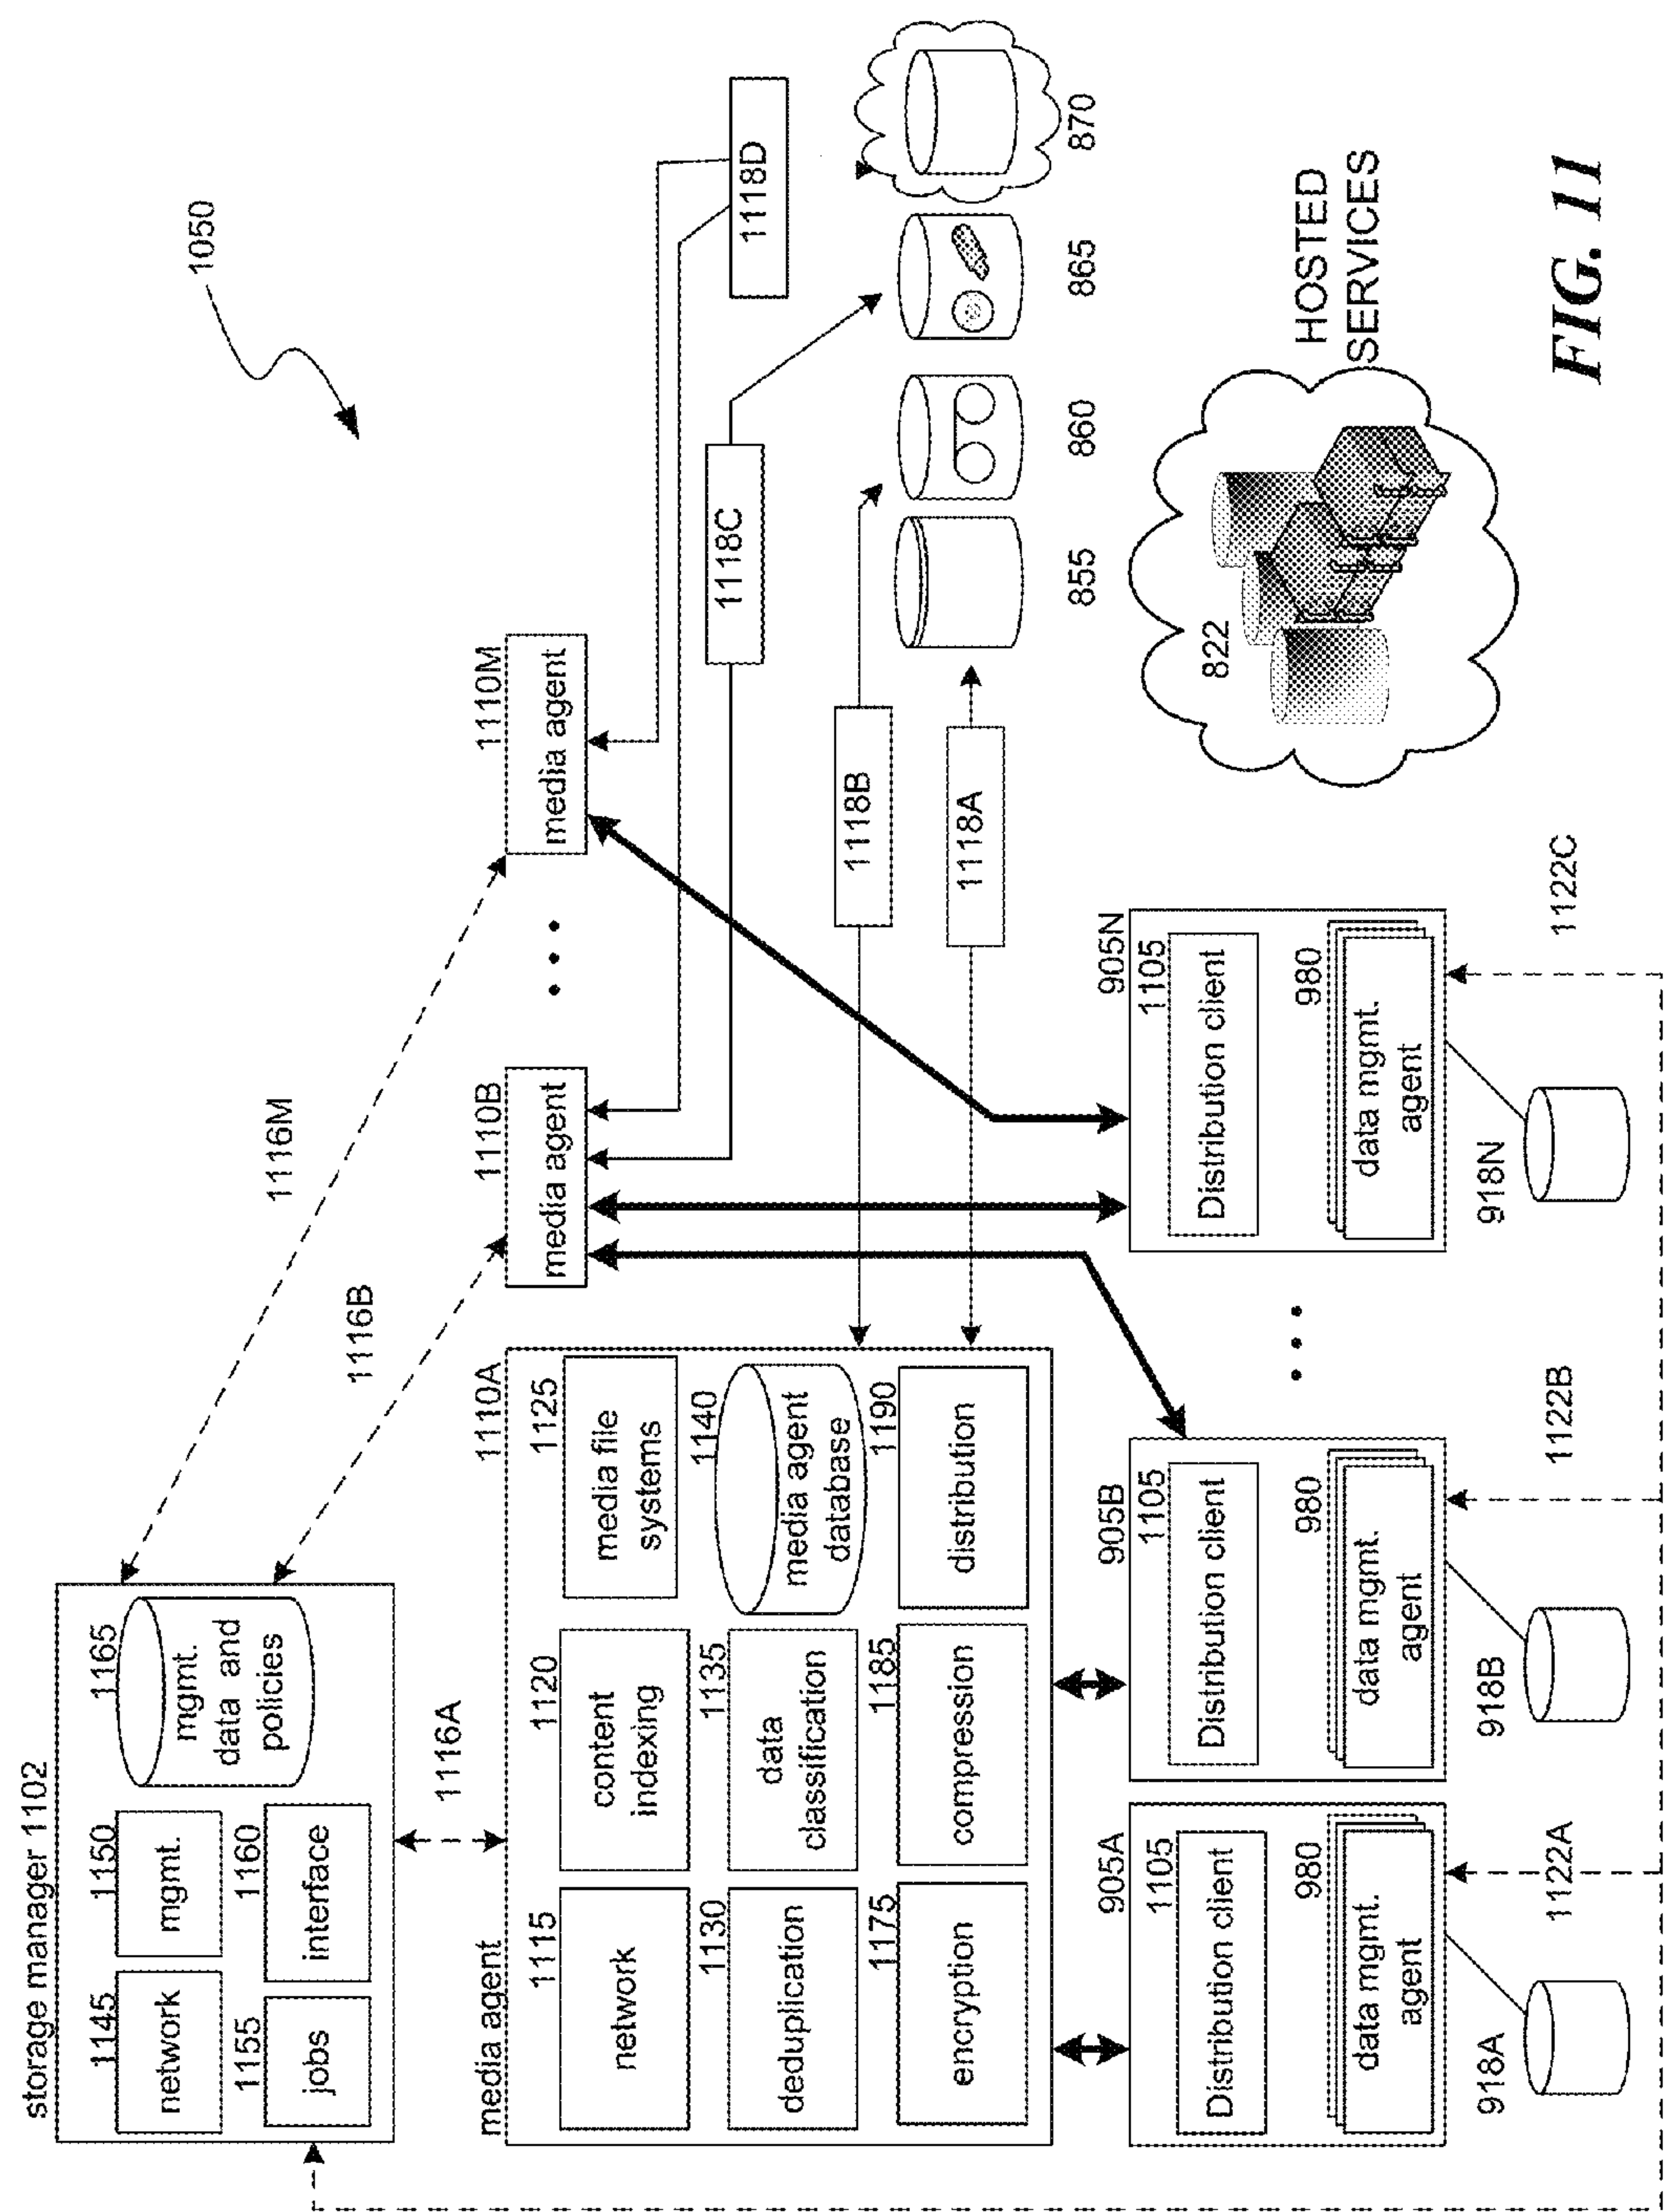 1050
storage manager 1102
1145
network
1150
mgmt.
1165
mgmt.
data and
policies
1155
jobs
1160
interface
1116A
1116B
1116M
media agent
1110A
1115
network
1120
content
indexing
1125
media file
systems
1130
deduplication
1135
data
classification
1140
media agent
database
1175
encryption
1185
compression
1190
distribution
1110B
media agent
1110M
media agent
1118D
1118C
1118B
1118A
855
860
865
870
905A
1105
Distribution client
980
data mgmt.
agent
918A
1122A
905B
1105
Distribution client
980
data mgmt.
agent
918B
1122B
905N
1105
Distribution client
980
data mgmt.
agent
918N
1122C
822
HOSTED
SERVICES
FIG. 11